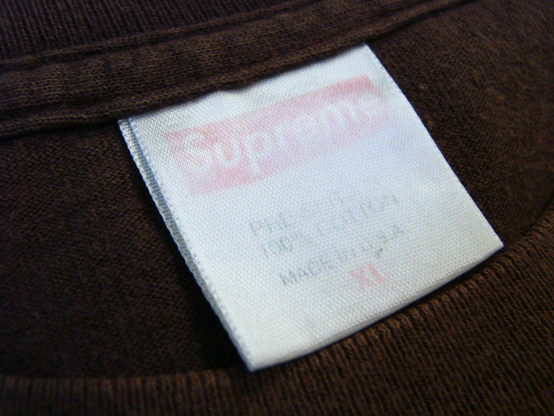 Supreme
PRE SHRUNK
100% COTTON
MADE IN U.S.A.
XL